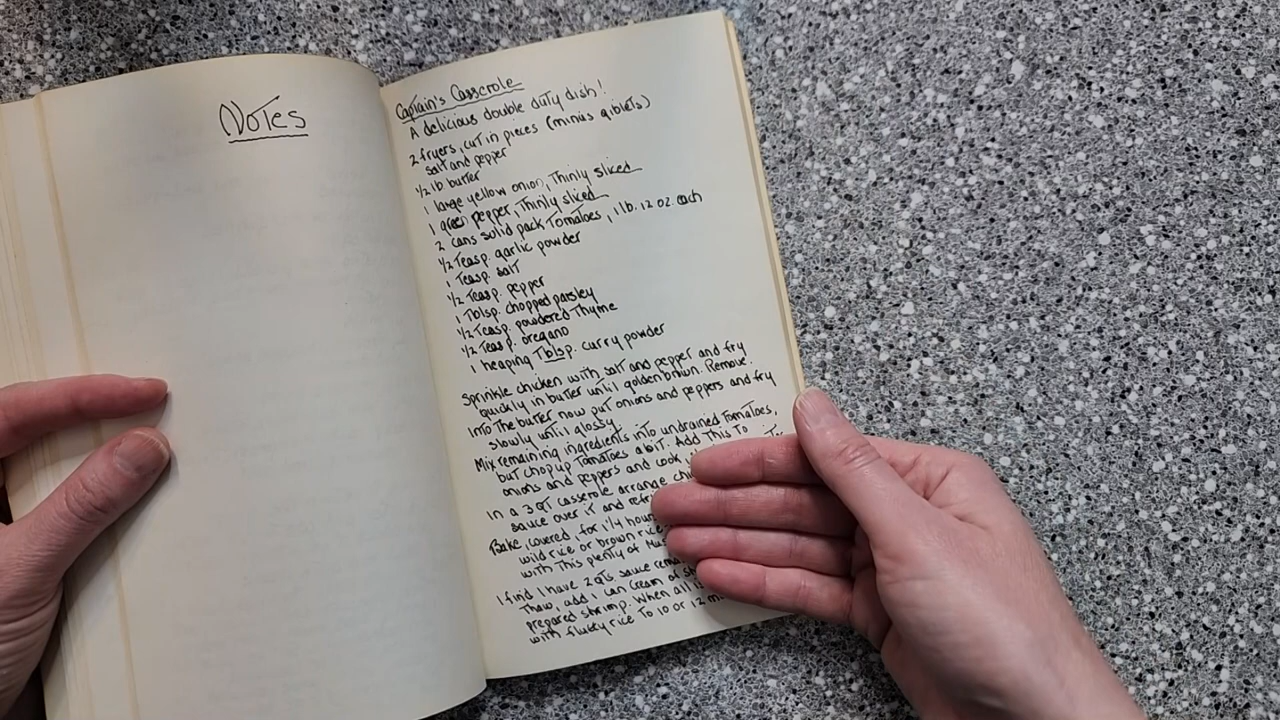 Notes
Captain's Casserole
A delicious double duty dish!
2 fryers, cut in pieces (minus giblets)
salt and pepper
1/2 lb butter
1 large yellow onion, Thinly sliced
1 green pepper, Thinly sliced
2 cans solid pack Tomatoes, 1 lb. 12 oz. each
1/2 Teasp. garlic powder
1 Teasp. salt
1/2 Teasp. pepper
1 Tblsp. chopped parsley
1/2 Teasp powdered Thyme
1/2 Teasp. oregano
1 heaping Tblsp. curry powder
Sprinkle chicken with salt and pepper and fry
quickly in butter until golden brown. Remove.
Into The butter now put onions and peppers and fry
slowly until glossy.
Mix remaining ingredients into undrained Tomatoes,
but chop up Tomatoes a bit. Add This To
onions and peppers and cook,
In a 3 QT casserole arrange
sauce over it and
Bake, covered, for 1 1/4 hour
wild rice or brown rice
with This plenty of
I find I have 2 qts. sauce
Thaw, add 1 can Cream of
prepared shrimp. When all is
with fluffy rice To 10 or 12